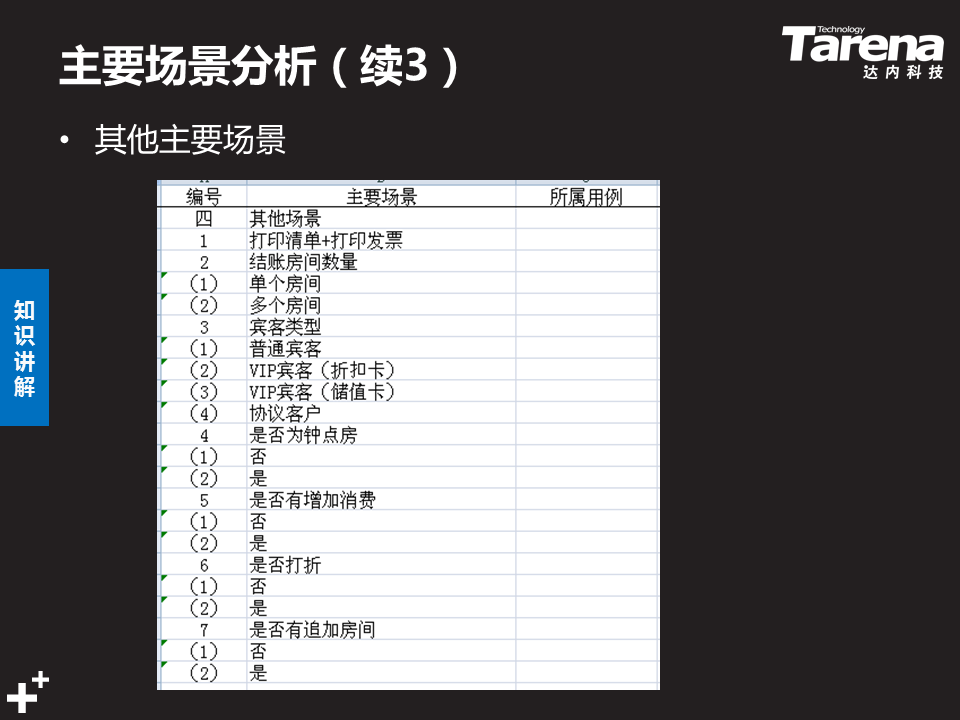 主要场景分析（续3）
Technology
Tarena
达内科技
• 其他主要场景
编号 主要场景 所属用例
四 其他场景
1 打印清单+打印发票
2 结账房间数量
(1) 单个房间
(2) 多个房间
3 宾客类型
(1) 普通宾客
(2) VIP宾客（折扣卡）
(3) VIP宾客（储值卡）
(4) 协议客户
4 是否为钟点房
(1) 否
(2) 是
5 是否有增加消费
(1) 否
(2) 是
6 是否打折
(1) 否
(2) 是
7 是否有追加房间
(1) 否
(2) 是
知识讲解